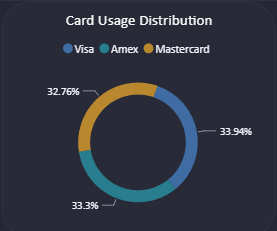 Card Usage Distribution
Visa Amex Mastercard
32.76%
33.94%
33.3%